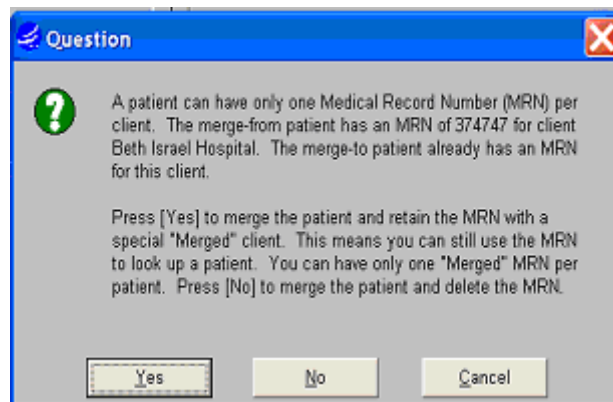 Question
A patient can have only one Medical Record Number (MRN) per
client. The merge-from patient has an MRN of 374747 for client
Beth Israel Hospital. The merge-to patient already has an MRN
for this client.
Press [Yes] to merge the patient and retain the MRN with a
special "Merged" client. This means you can still use the MRN
to look up a patient. You can have only one "Merged" MRN per
patient. Press [No] to merge the patient and delete the MRN.
Yes
No
Cancel